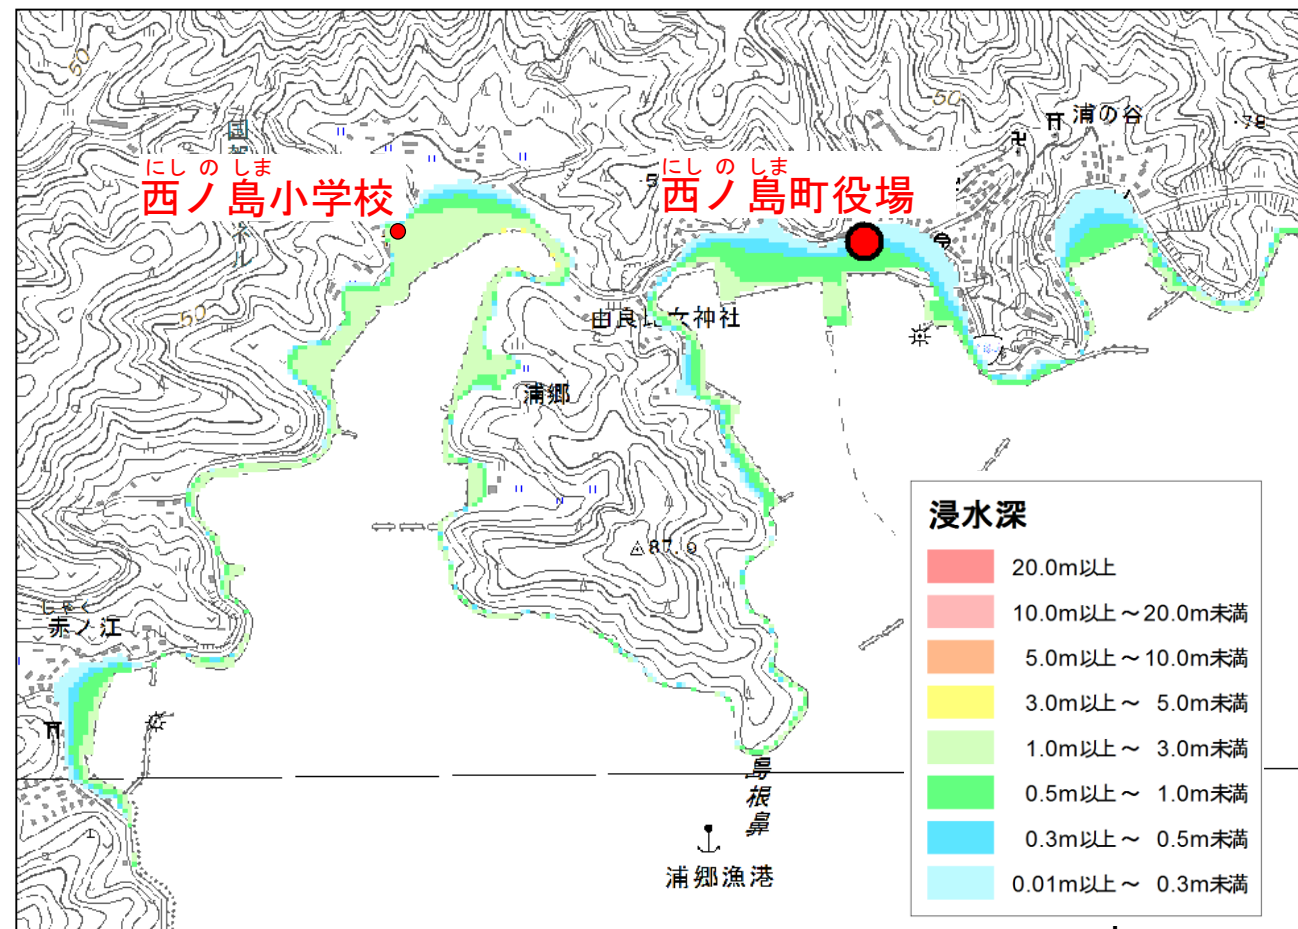 50
50
浦の谷
78
にし の しま
西ノ島小学校
にし の しま
西ノ島町役場
5
50
由良比女神社
浦郷
87.9
しゃく
赤ノ江
島根鼻
浦郷漁港
浸水深
20.0m以上
10.0m以上～20.0m未満
5.0m以上～10.0m未満
3.0m以上～ 5.0m未満
1.0m以上～ 3.0m未満
0.5m以上～ 1.0m未満
0.3m以上～ 0.5m未満
0.01m以上～ 0.3m未満